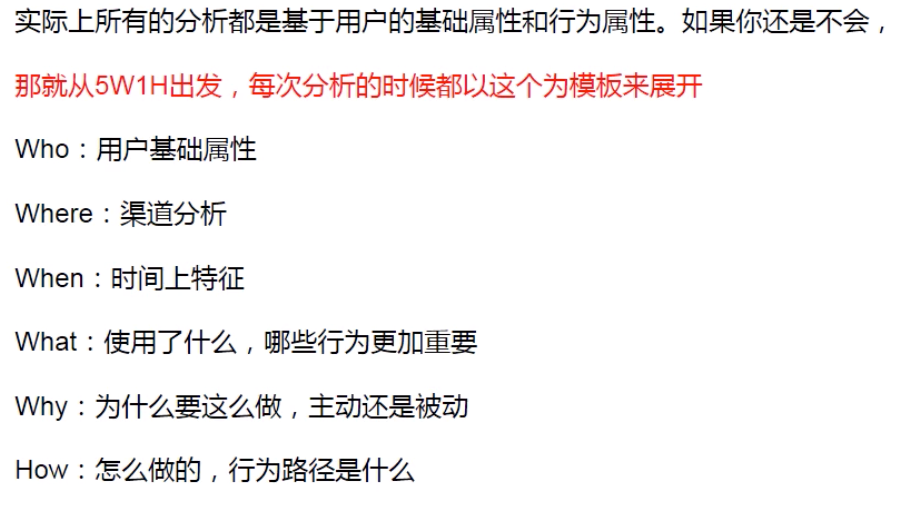 实际上所有的分析都是基于用户的基础属性和行为属性。如果你还是不会，
那就从5W1H出发，每次分析的时候都以这个为模板来展开
Who：用户基础属性
Where：渠道分析
When：时间上特征
What：使用了什么，哪些行为更加重要
Why：为什么要这么做，主动还是被动
How：怎么做的，行为路径是什么